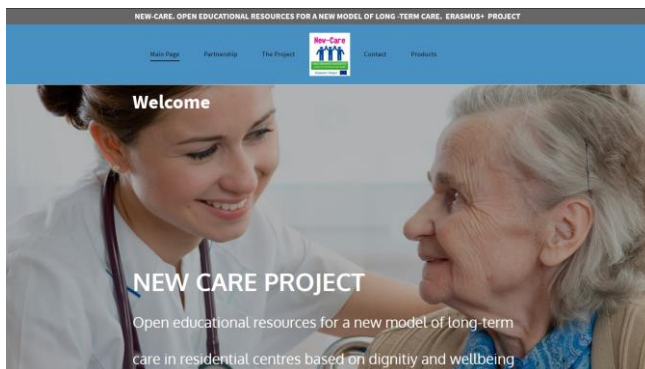 NEW-CARE. OPEN EDUCATIONAL RESOURCES FOR A NEW MODEL OF LONG -TERM CARE. ERASMUS+ PROJECT
Main Page
Partnership
The Project
New-Care
Contact
Products
Welcome
NEW CARE PROJECT
Open educational resources for a new model of long-term
care in residential centres based on dignitiy and wellbeing